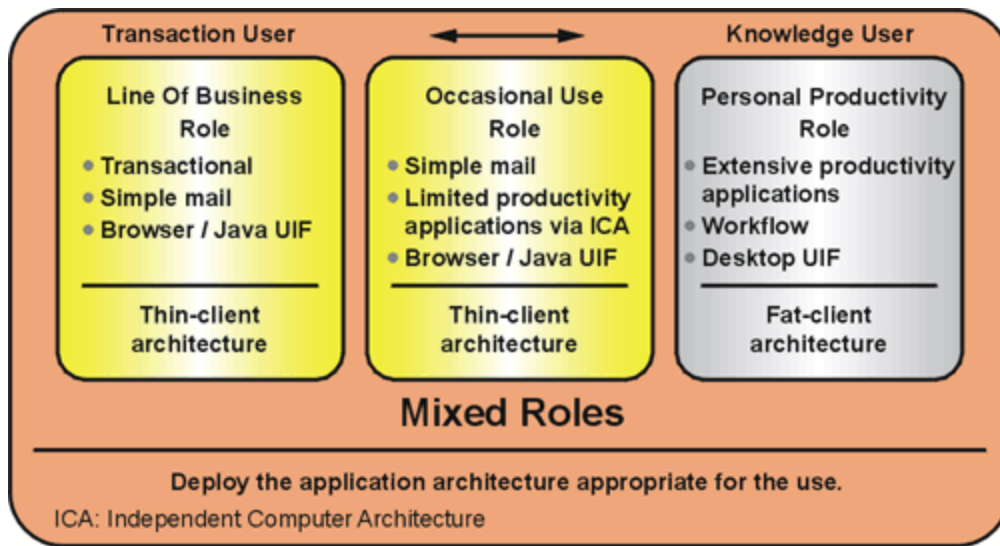 Transaction User
Knowledge User
Line Of Business
Role
Transactional
Simple mail
Browser / Java UIF
Thin-client
architecture
Occasional Use
Role
Simple mail
Limited productivity
applications via ICA
Browser / Java UIF
Thin-client
architecture
Personal Productivity
Role
Extensive productivity
applications
Workflow
Desktop UIF
Fat-client
architecture
Mixed Roles
Deploy the application architecture appropriate for the use.
ICA: Independent Computer Architecture